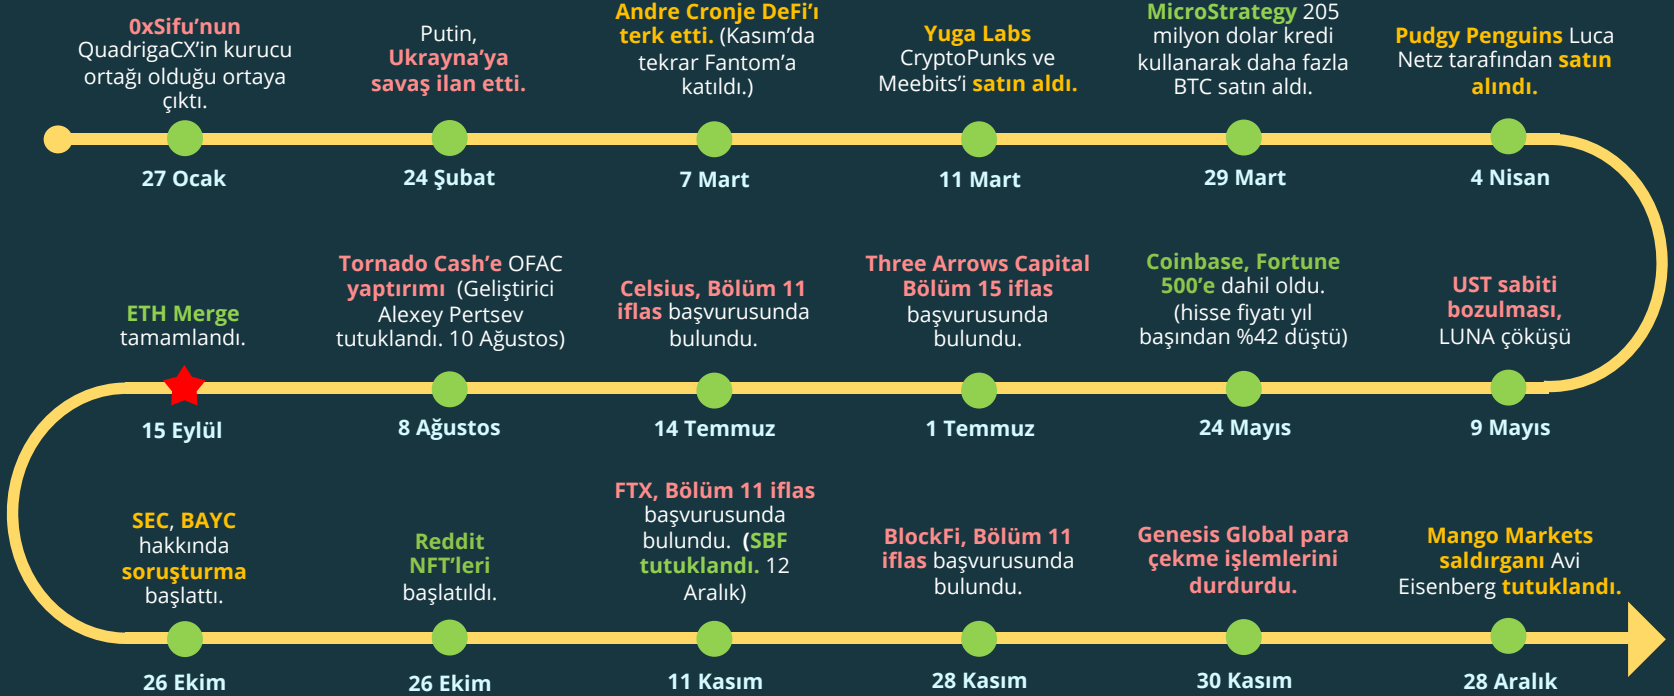 0xSifu’nun
QuadrigaCX’in kurucu
ortağı olduğu ortaya
çıktı.
27 Ocak
Putin,
Ukrayna’ya
savaş ilan etti.
24 Şubat
Andre Cronje DeFi’ı
terk etti. (Kasım’da
tekrar Fantom’a
katıldı.)
7 Mart
Yuga Labs
CryptoPunks ve
Meebits’i satın aldı.
11 Mart
MicroStrategy 205
milyon dolar kredi
kullanarak daha fazla
BTC satın aldı.
29 Mart
Pudgy Penguins Luca
Netz tarafından satın
alındı.
4 Nisan
UST sabiti
bozulması,
LUNA çöküşü
9 Mayıs
Coinbase, Fortune
500’e dahil oldu.
(hisse fiyatı yıl
başından %42 düştü)
24 Mayıs
Three Arrows Capital
Bölüm 15 iflas
başvurusunda
bulundu.
1 Temmuz
Celsius, Bölüm 11
iflas başvurusunda
bulundu.
14 Temmuz
Tornado Cash’e OFAC
yaptırımı (Geliştirici
Alexey Pertsev
tutuklandı. 10 Ağustos)
8 Ağustos
ETH Merge
tamamlandı.
15 Eylül
SEC, BAYC
hakkında
soruşturma
başlattı.
26 Ekim
Reddit
NFT’leri
başlatıldı.
26 Ekim
FTX, Bölüm 11 iflas
başvurusunda
bulundu. (SBF
tutuklandı. 12
Aralık)
11 Kasım
BlockFi, Bölüm 11
iflas başvurusunda
bulundu.
28 Kasım
Genesis Global para
çekme işlemlerini
durdurdu.
30 Kasım
Mango Markets
saldırganı Avi
Eisenberg tutuklandı.
28 Aralık